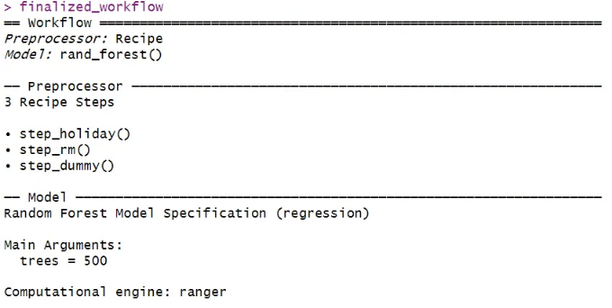 > finalized_workflow
== Workflow ==
Preprocessor: Recipe
Model: rand_forest()
── Preprocessor ──
3 Recipe Steps
• step_holiday()
• step_rm()
• step_dummy()
── Model ──
Random Forest Model Specification (regression)
Main Arguments:
  trees = 500
Computational engine: ranger